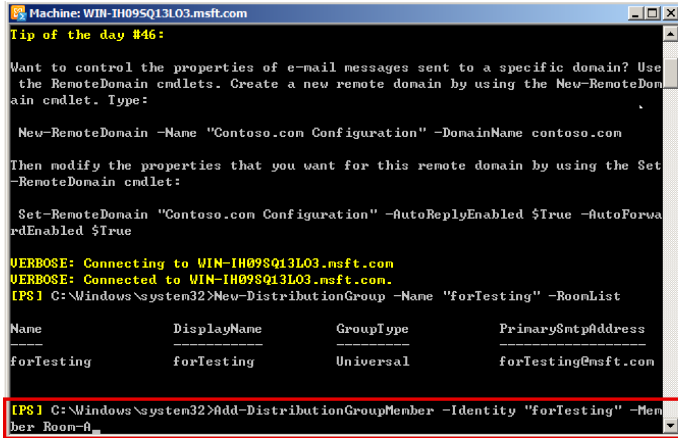 Machine: WIN-IH09SQ13LO3.msft.com
Tip of the day #46:
Want to control the properties of e-mail messages sent to a specific domain? Use
the RemoteDomain cmdlets. Create a new remote domain by using the New-RemoteDom
ain cmdlet. Type:
New-RemoteDomain -Name "Contoso.com Configuration" -DomainName contoso.com
Then modify the properties that you want for this remote domain by using the Set
-RemoteDomain cmdlet:
Set-RemoteDomain "Contoso.com Configuration" -AutoReplyEnabled $True -AutoForwa
rdEnabled $True
VERBOSE: Connecting to WIN-IH09SQ13LO3.msft.com
VERBOSE: Connected to WIN-IH09SQ13LO3.msft.com.
[PS] C:\Windows\system32>New-DistributionGroup -Name "forTesting" -RoomList
Name DisplayName GroupType PrimarySmtpAddress
---- ----------- --------- ------------------
forTesting forTesting Universal forTesting@msft.com
[PS] C:\Windows\system32>Add-DistributionGroupMember -Identity "forTesting" -Mem
ber Room-A_